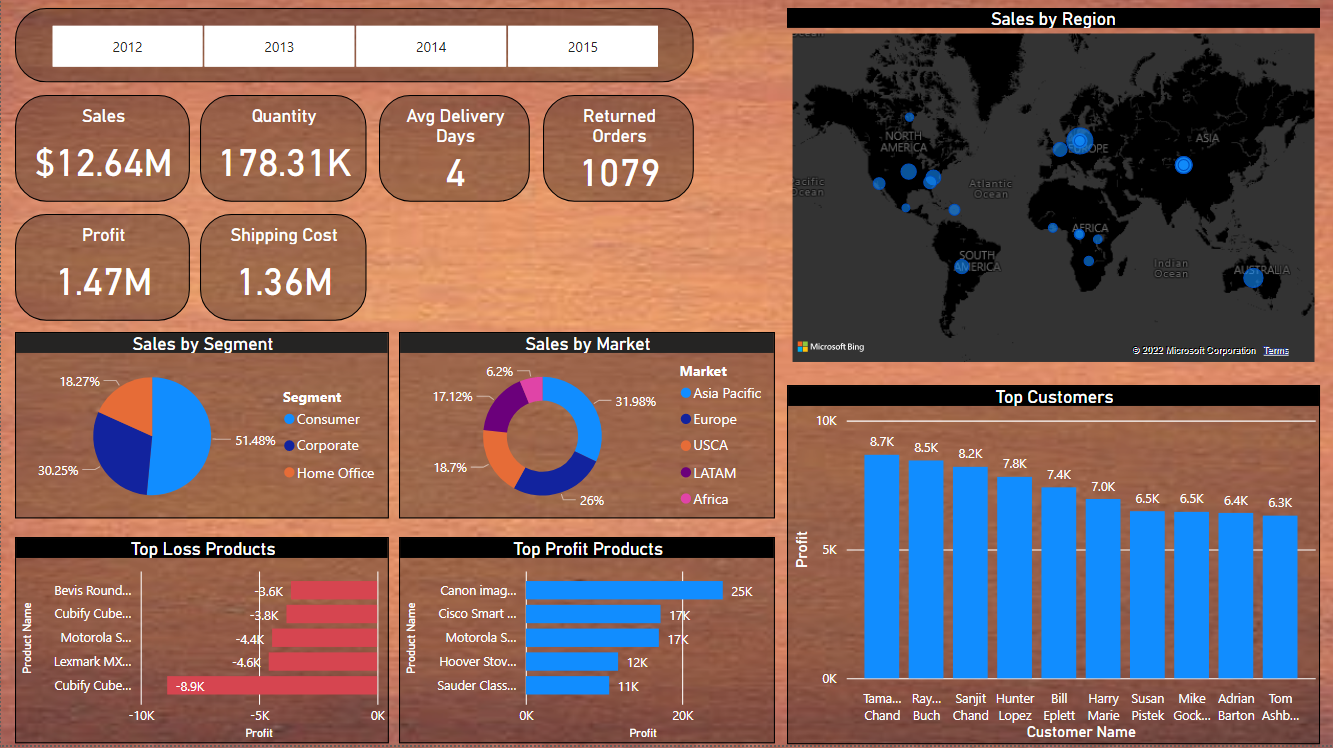 2012
2013
2014
2015
Sales
$12.64M
Quantity
178.31K
Avg Delivery
Days
4
Returned
Orders
1079
Profit
1.47M
Shipping Cost
1.36M
Sales by Region
Ocean
NORTH
AMERICA
EUROPE
ASIA
Pacific
Ocean
Atlantic
Ocean
AFRICA
SOUTH
AMERICA
Indian
Ocean
AUSTRALIA
Microsoft Bing
© 2022 Microsoft Corporation Terms
Sales by Segment
18.27%
51.48%
30.25%
Segment
Consumer
Corporate
Home Office
Sales by Market
6.2%
17.12%
31.98%
18.7%
26%
Market
Asia Pacific
Europe
USCA
LATAM
Africa
Top Loss Products
Product Name
Bevis Round... -3.6K
Cubify Cube... -3.8K
Motorola S... -4.4K
Lexmark MX... -4.6K
Cubify Cube... -8.9K
-10K -5K 0K
Profit
Top Profit Products
Product Name
Canon imag... 25K
Cisco Smart ... 17K
Motorola S... 17K
Hoover Stov... 12K
Sauder Class... 11K
0K 20K
Profit
Top Customers
10K
5K
0K
Profit
8.7K 8.5K 8.2K 7.8K 7.4K 7.0K 6.5K 6.5K 6.4K 6.3K
Tama... Ray... Sanjit Hunter Bill Harry Susan Mike Adrian Tom
Chand Buch Chand Lopez Eplett Marie Pistek Gock... Barton Ashb...
Customer Name